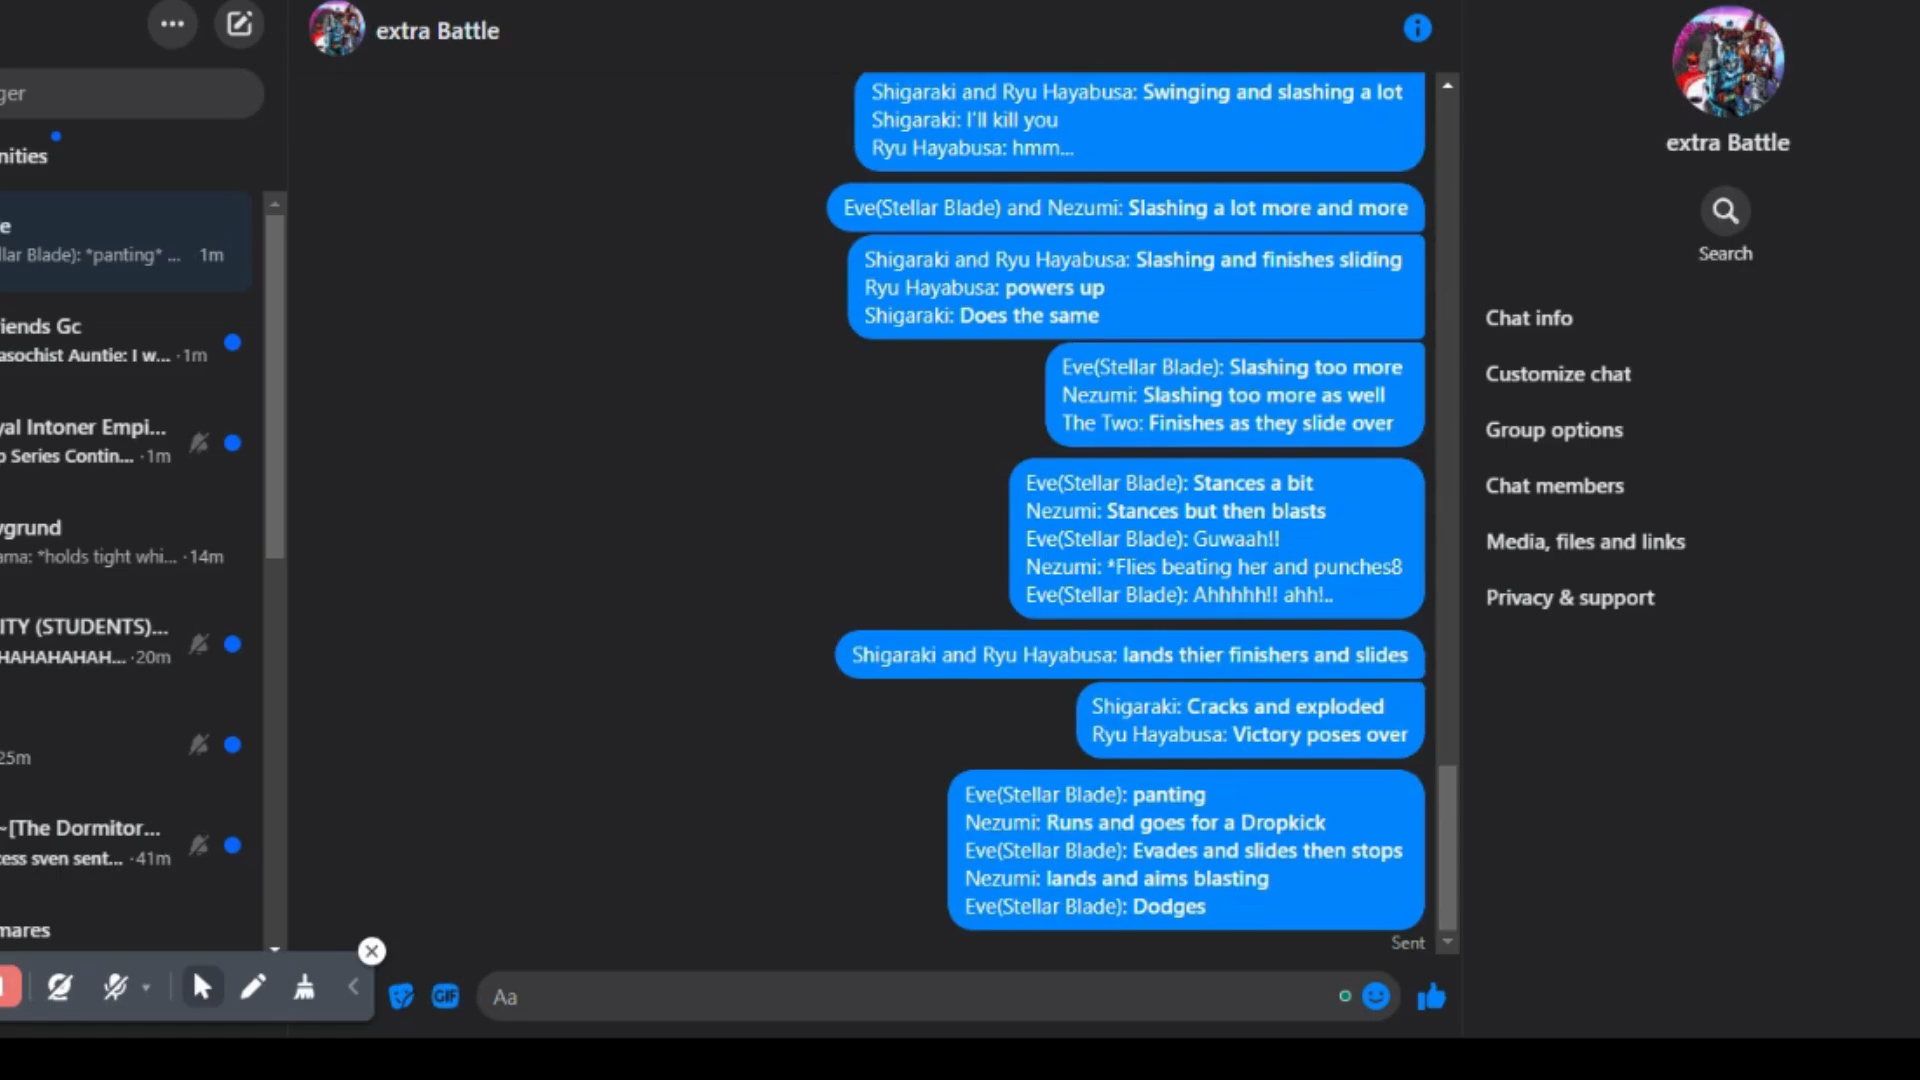 extra Battle
ger
nities
e
llar Blade): *panting* ... 1m
iends Gc
asochist Auntie: I w... · 1m
yal Intoner Empi...
o Series Contin... · 1m
ygrund
ama: *holds tight whi... · 14m
ITY (STUDENTS)...
HAHAHAHAH... · 20m
25m
~[The Dormitor...
cess sven sent... · 41m
mares
Shigaraki and Ryu Hayabusa: Swinging and slashing a lot
Shigaraki: I'll kill you
Ryu Hayabusa: hmm...
Eve(Stellar Blade) and Nezumi: Slashing a lot more and more
Shigaraki and Ryu Hayabusa: Slashing and finishes sliding
Ryu Hayabusa: powers up
Shigaraki: Does the same
Eve(Stellar Blade): Slashing too more
Nezumi: Slashing too more as well
The Two: Finishes as they slide over
Eve(Stellar Blade): Stances a bit
Nezumi: Stances but then blasts
Eve(Stellar Blade): Guwaah!!
Nezumi: *Flies beating her and punches8
Eve(Stellar Blade): Ahhhhh!! ahh!..
Shigaraki and Ryu Hayabusa: lands thier finishers and slides
Shigaraki: Cracks and exploded
Ryu Hayabusa: Victory poses over
Eve(Stellar Blade): panting
Nezumi: Runs and goes for a Dropkick
Eve(Stellar Blade): Evades and slides then stops
Nezumi: lands and aims blasting
Eve(Stellar Blade): Dodges
Sent
GIF
Aa
extra Battle
Search
Chat info
Customize chat
Group options
Chat members
Media, files and links
Privacy & support